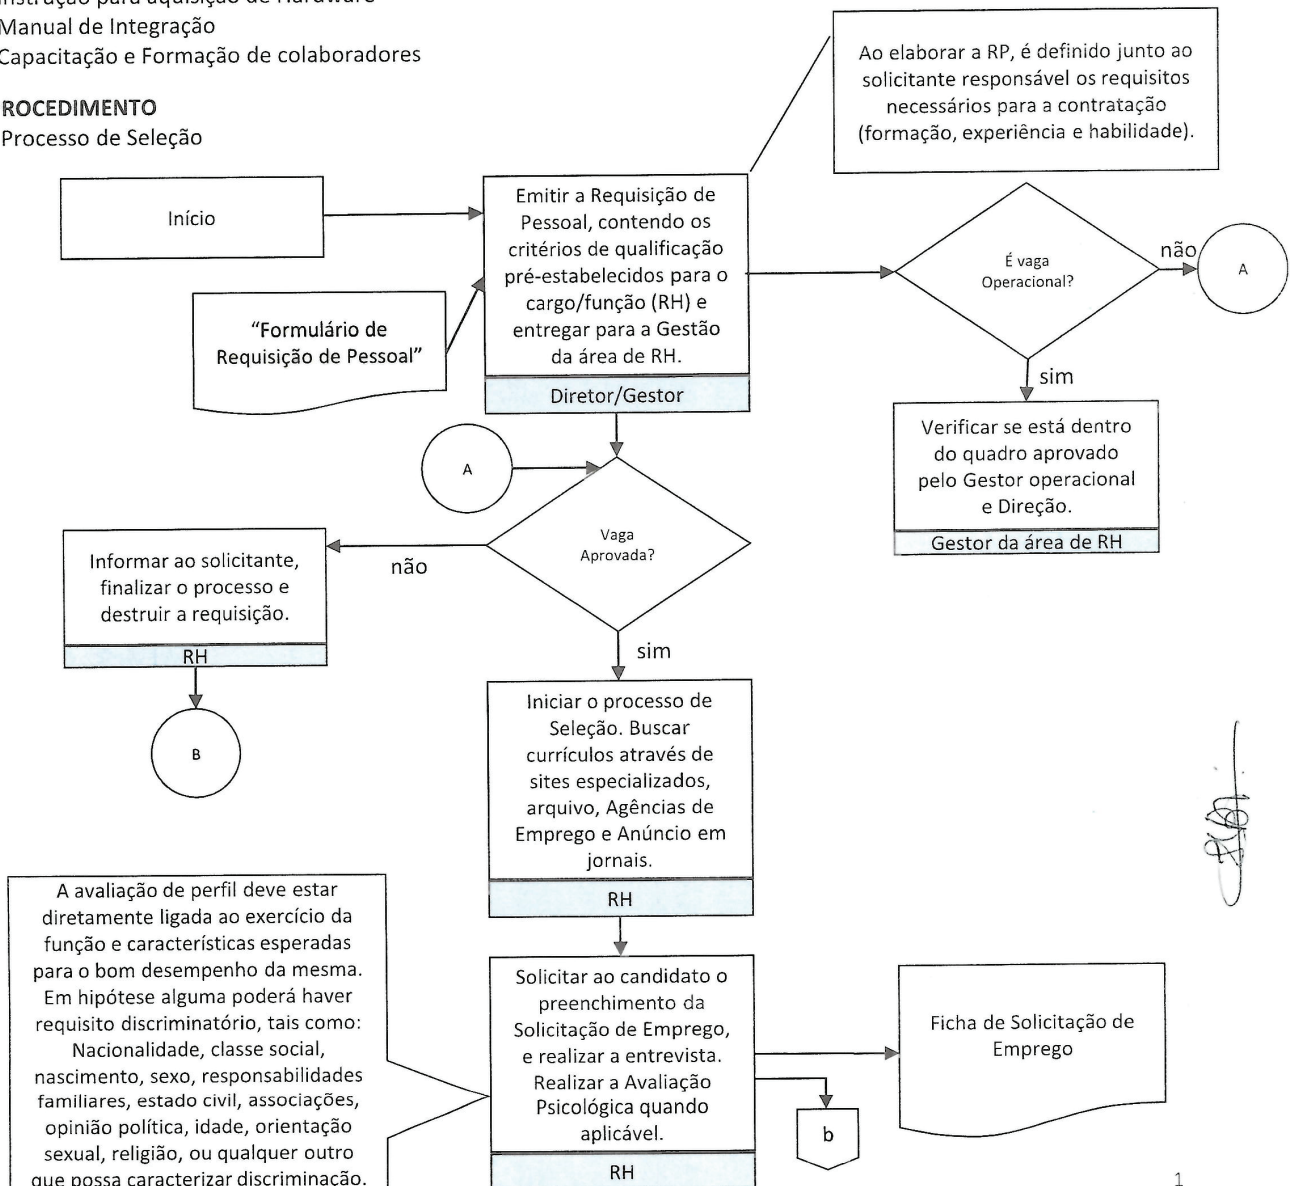 Instrução para aquisição de Hardware
Manual de Integração
Capacitação e Formação de colaboradores
ROCEDIMENTO
Processo de Seleção
Ao elaborar a RP, é definido junto ao
solicitante responsável os requisitos
necessários para a contratação
(formação, experiência e habilidade).
Início
Emitir a Requisição de
Pessoal, contendo os
critérios de qualificação
pré-estabelecidos para o
cargo/função (RH) e
entregar para a Gestão
da área de RH.
Diretor/Gestor
“Formulário de
Requisição de Pessoal”
É vaga
Operacional?
não
A
sim
Verificar se está dentro
do quadro aprovado
pelo Gestor operacional
e Direção.
Gestor da área de RH
A
Vaga
Aprovada?
não
Informar ao solicitante,
finalizar o processo e
destruir a requisição.
RH
B
sim
Iniciar o processo de
Seleção. Buscar
currículos através de
sites especializados,
arquivo, Agências de
Emprego e Anúncio em
jornais.
RH
A avaliação de perfil deve estar
diretamente ligada ao exercício da
função e características esperadas
para o bom desempenho da mesma.
Em hipótese alguma poderá haver
requisito discriminatório, tais como:
Nacionalidade, classe social,
nascimento, sexo, responsabilidades
familiares, estado civil, associações,
opinião política, idade, orientação
sexual, religião, ou qualquer outro
que possa caracterizar discriminação.
Solicitar ao candidato o
preenchimento da
Solicitação de Emprego,
e realizar a entrevista.
Realizar a Avaliação
Psicológica quando
aplicável.
RH
b
Ficha de Solicitação de
Emprego
1